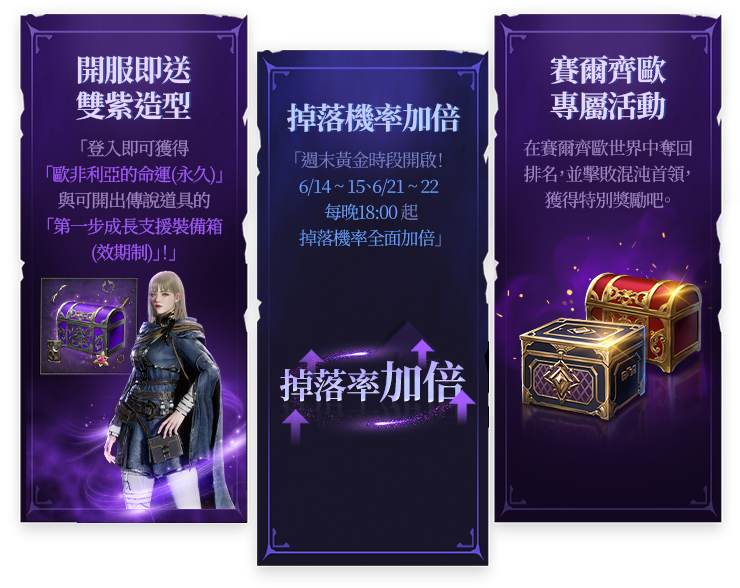 開服即送
雙紫造型
「登入即可獲得
「歐非利亞的命運(永久)」
與可開出傳說道具的
「第一步成長支援裝備箱
(效期制)」!」
掉落機率加倍
「週末黃金時段開啟!
6/14 ~ 15、6/21 ~ 22
每晚18:00 起
掉落機率全面加倍」
掉落率加倍
賽爾齊歐
專屬活動
在賽爾齊歐世界中奪回
排名，並擊敗混沌首領，
獲得特別獎勵吧。